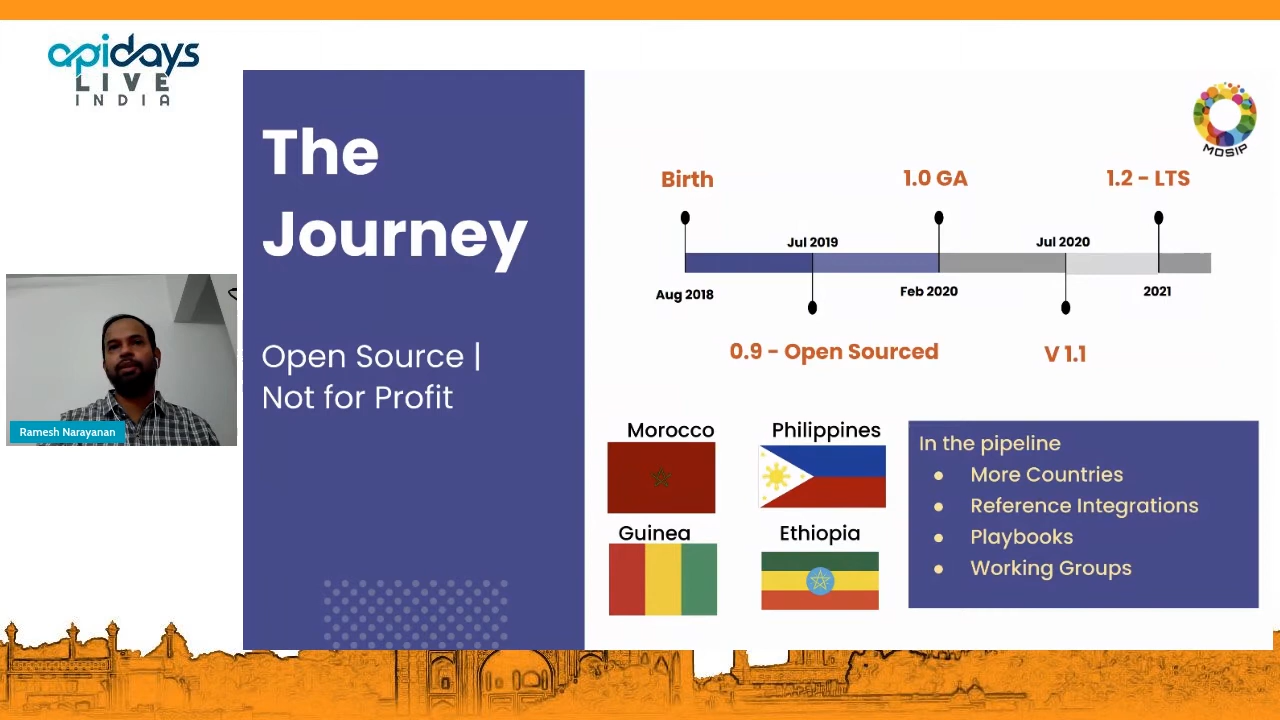 apidays
LIVE
INDIA
The
Journey
Open Source |
Not for Profit
Ramesh Narayanan
MOSIP
Birth
1.0 GA
1.2 - LTS
Jul 2019
Jul 2020
Aug 2018
Feb 2020
2021
0.9 - Open Sourced
V 1.1
Morocco
Philippines
Guinea
Ethiopia
In the pipeline
● More Countries
● Reference Integrations
● Playbooks
● Working Groups